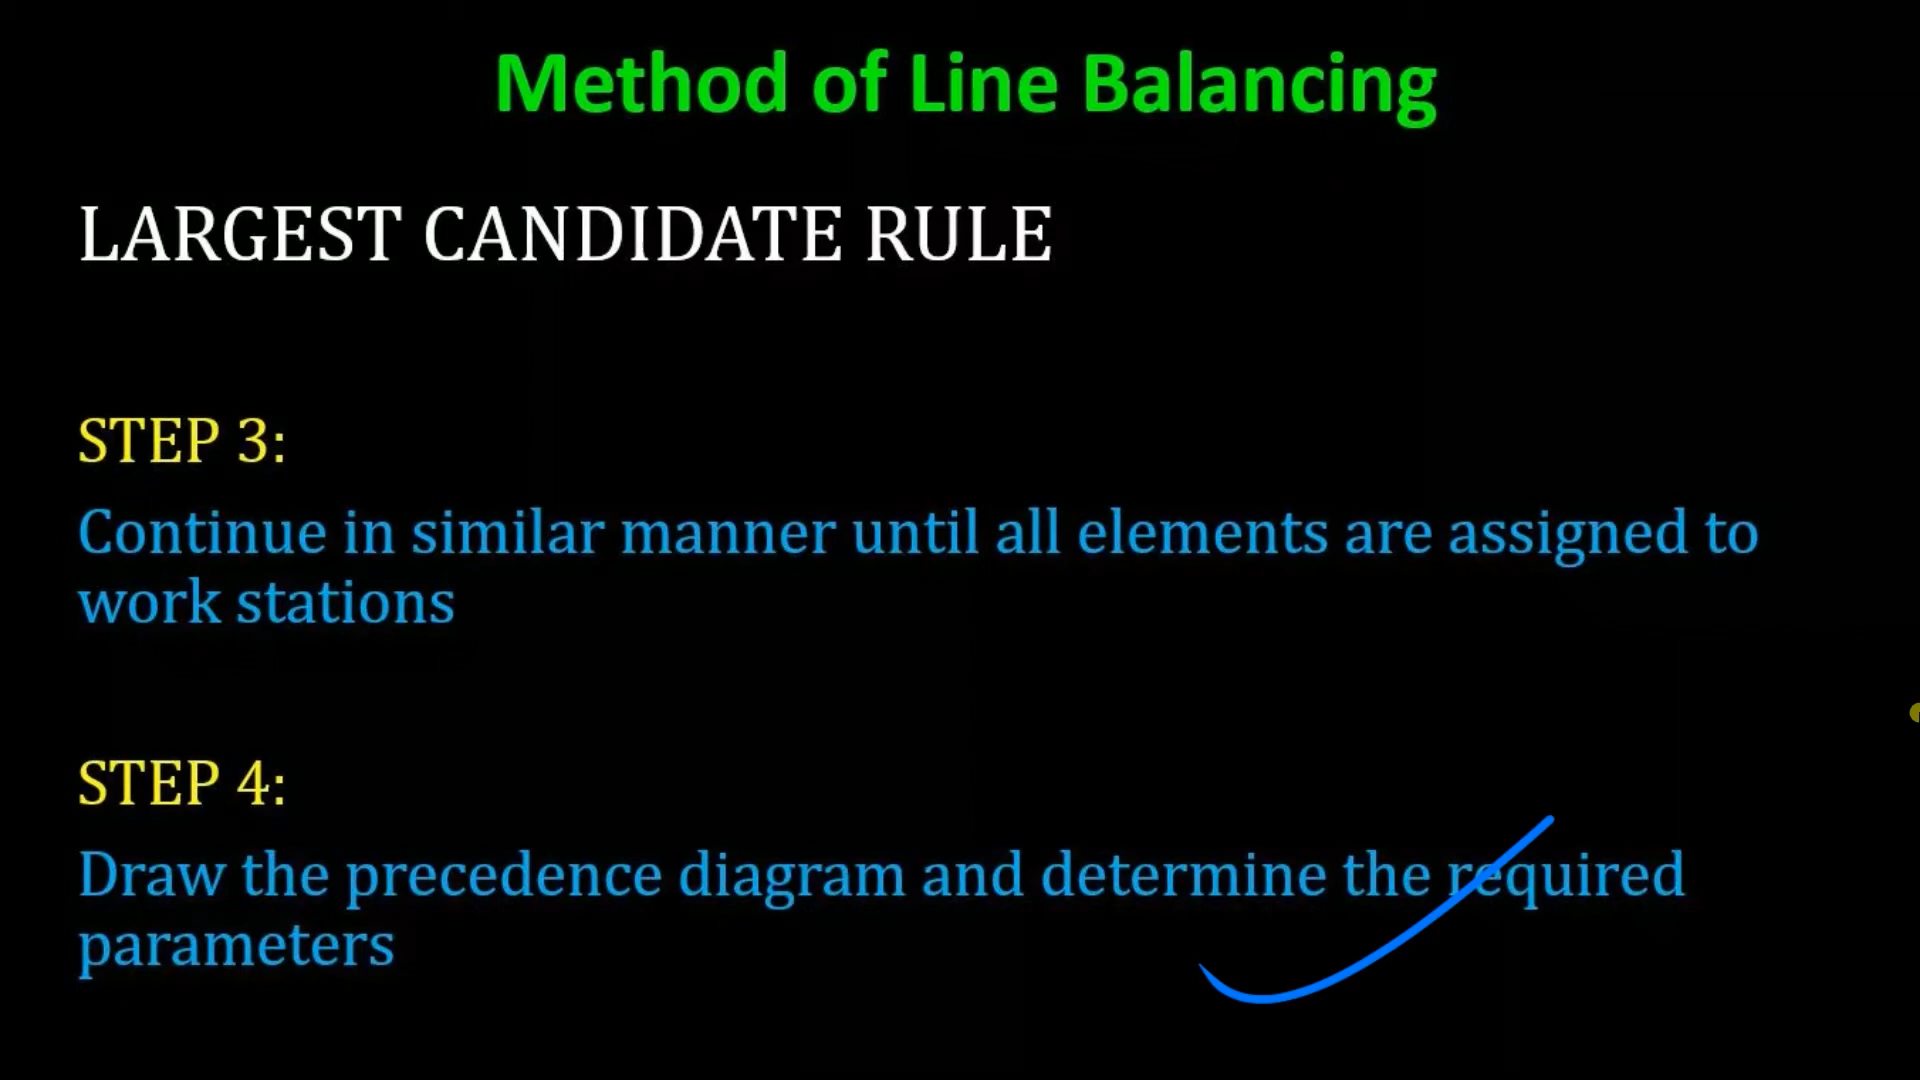 Method of Line Balancing
LARGEST CANDIDATE RULE
STEP 3:
Continue in similar manner until all elements are assigned to
work stations
STEP 4:
Draw the precedence diagram and determine the required
parameters